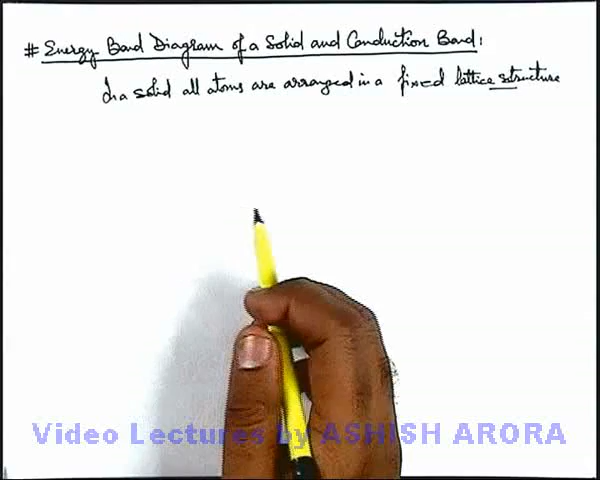 # Energy Band Diagram of a Solid and Conduction Band:
In a solid all atoms are arranged in a fixed lattice structure
Video Lectures by ASHISH ARORA